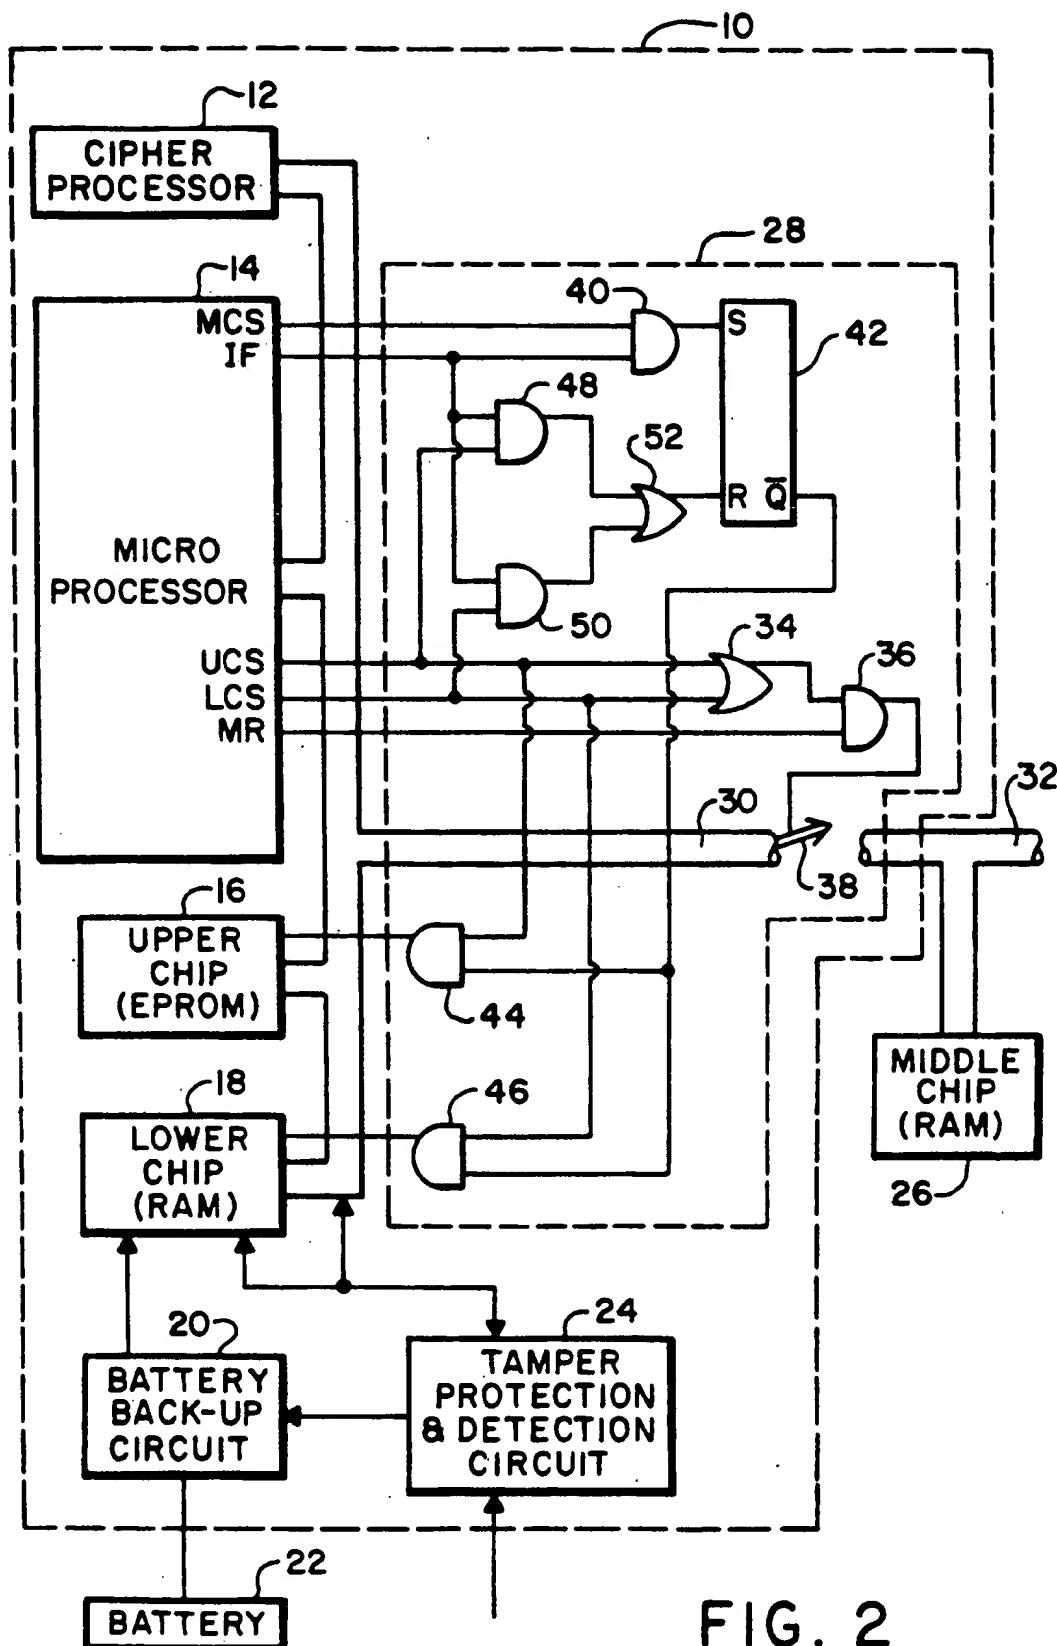 10
12
CIPHER
PROCESSOR
14
28
MCS
IF
40
S
42
48
52
R Q̅
MICRO
PROCESSOR
50
UCS
LCS
MR
34
36
30
32
38
16
UPPER
CHIP
(EPROM)
44
MIDDLE
CHIP
(RAM)
26
18
LOWER
CHIP
(RAM)
46
20
BATTERY
BACK-UP
CIRCUIT
24
TAMPER
PROTECTION
& DETECTION
CIRCUIT
22
BATTERY
FIG. 2